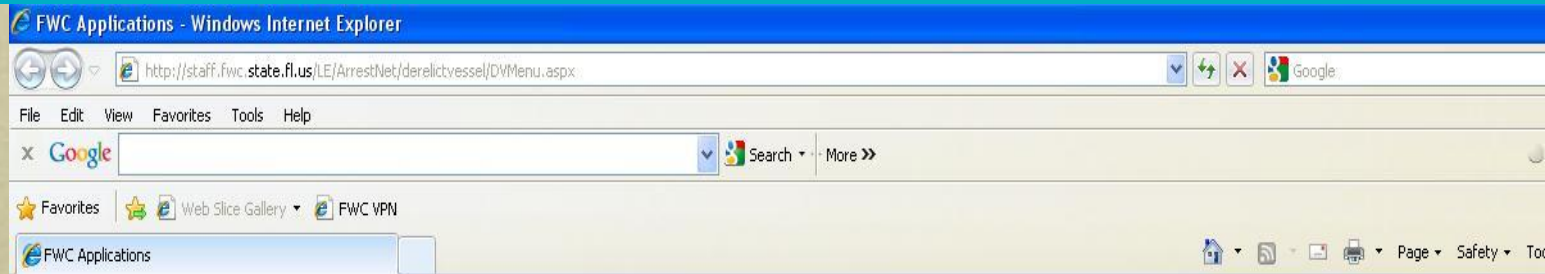 FWC Applications - Windows Internet Explorer
http://staff.fwc.state.fl.us/LE/ArrestNet/derelictvessel/DVMenu.aspx Google
File Edit View Favorites Tools Help
x Google Search More >>
Favorites Web Slice Gallery FWC VPN
FWC Applications Page Safety Too